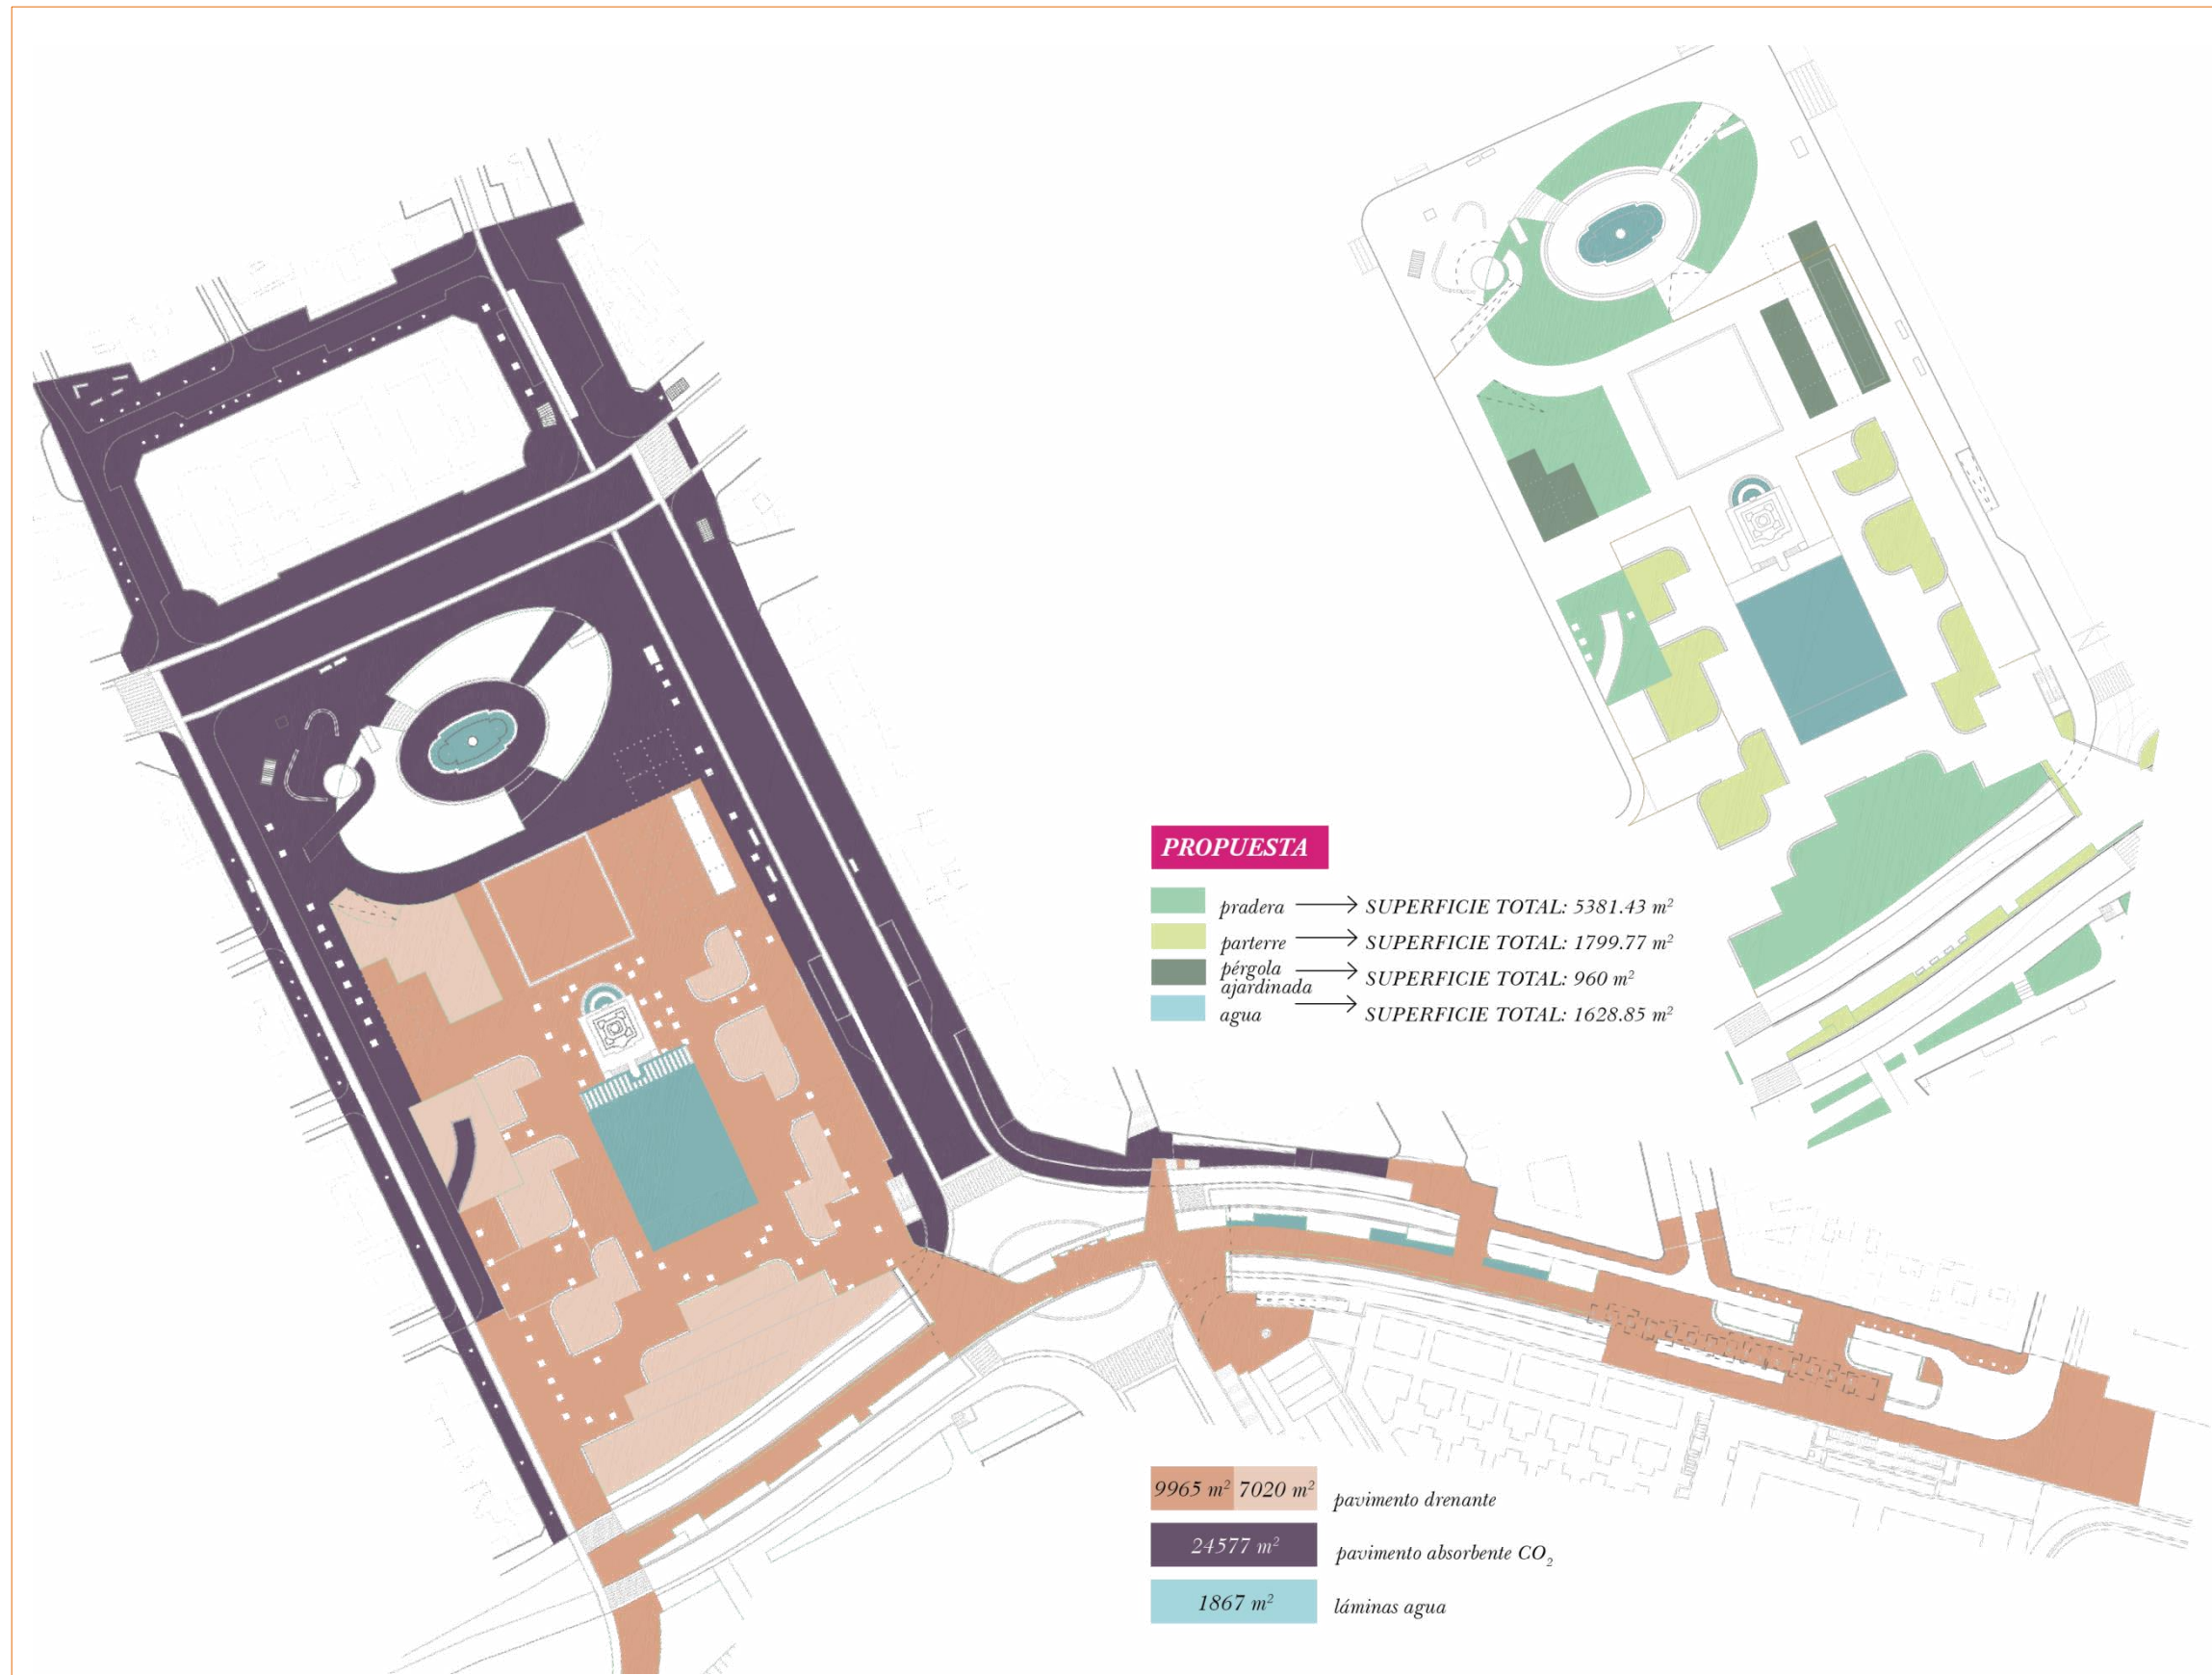 PROPUESTA
pradera → SUPERFICIE TOTAL: 5381.43 m²
parterre → SUPERFICIE TOTAL: 1799.77 m²
pérgola
ajardinada → SUPERFICIE TOTAL: 960 m²
agua → SUPERFICIE TOTAL: 1628.85 m²
9965 m² 7020 m² pavimento drenante
24577 m² pavimento absorbente CO₂
1867 m² láminas agua